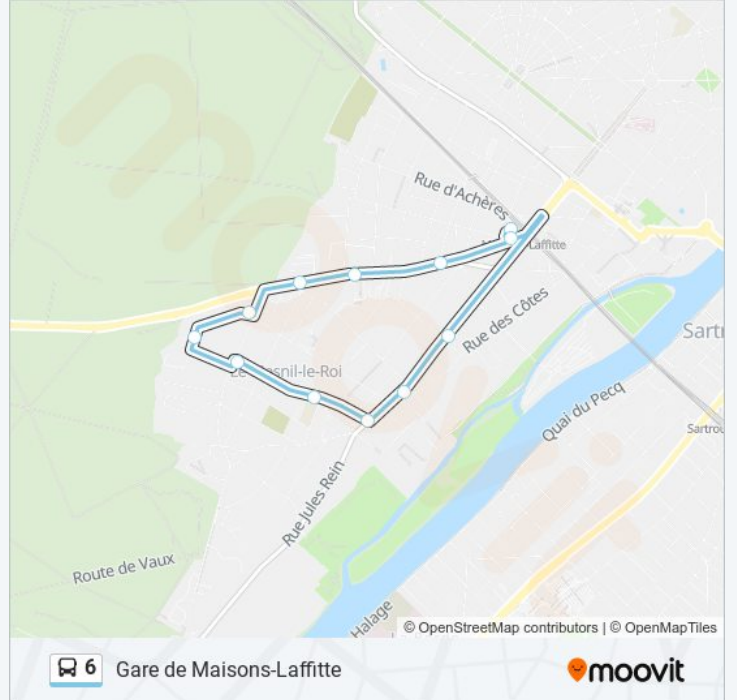 Rue d'Achères
Laffitte
Rue des Côtes
Sartr
Le Mesnil-le-Roi
Quai du Pecq
Sartrou
Rue Jules Rein
Route de Vaux
Halage
© OpenStreetMap contributors | © OpenMapTiles
6 Gare de Maisons-Laffitte
moovit